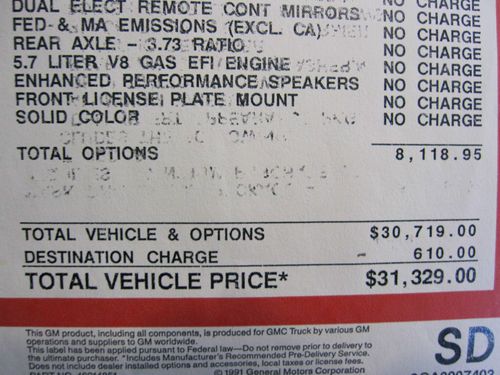 DUAL ELECT REMOTE CONT MIRRORS NO CHARGE
FED & MA EMISSIONS (EXCL. CA) NO CHARGE
REAR AXLE - 3.73 RATIO NO CHARGE
5.7 LITER V8 GAS EFI ENGINE NO CHARGE
ENHANCED PERFORMANCE SPEAKERS NO CHARGE
FRONT LICENSE PLATE MOUNT NO CHARGE
SOLID COLOR NO CHARGE
TOTAL OPTIONS 8,118.95
TOTAL VEHICLE & OPTIONS $30,719.00
DESTINATION CHARGE 610.00
TOTAL VEHICLE PRICE* $31,329.00
This GM product, including all components, is produced for GMC Truck by various GM
operations and suppliers to GM worldwide.
This label has been applied pursuant to Federal law—Do not remove prior to delivery to
the ultimate purchaser. *Includes Manufacturer's Recommended Pre-Delivery Service.
Does not include dealer installed options and accessories, local taxes or license fees.
© 1991 General Motors Corporation
SD